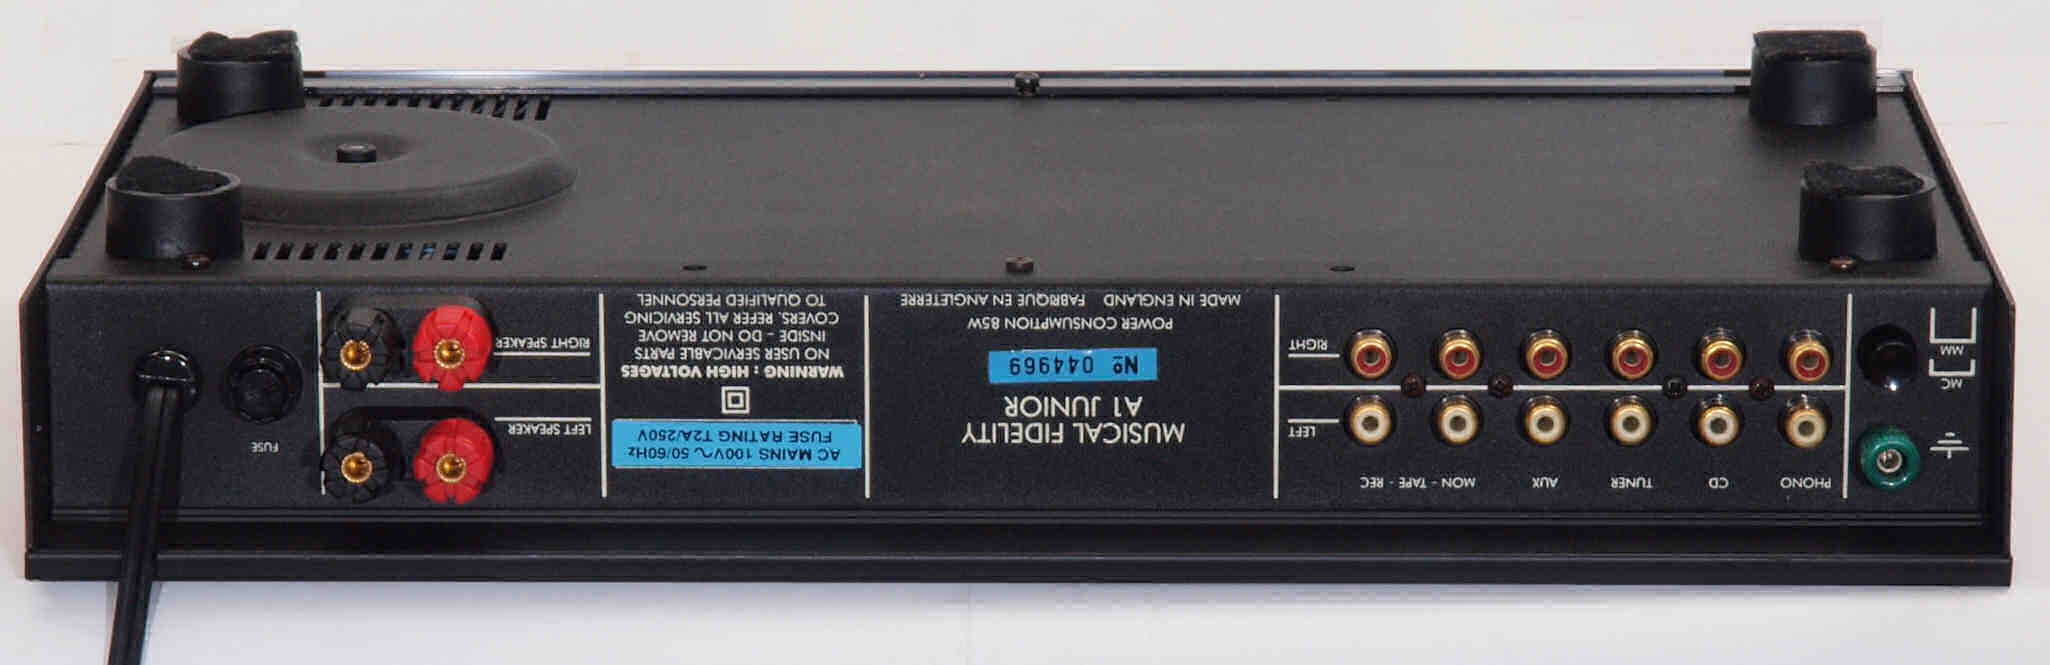 MC
MM
PHONO CD TUNER AUX MON - TAPE - REC
LEFT
RIGHT
MUSICAL FIDELITY
A1 JUNIOR
Nº 044969
POWER CONSUMPTION 85W
MADE IN ENGLAND FABRIQUE EN ANGLETERRE
AC MAINS 100V~ 50/60Hz
FUSE RATING T2A/250V
WARNING : HIGH VOLTAGES
NO USER SERVICABLE PARTS
INSIDE - DO NOT REMOVE
COVERS. REFER ALL SERVICING
TO QUALIFIED PERSONNEL
LEFT SPEAKER
RIGHT SPEAKER
FUSE